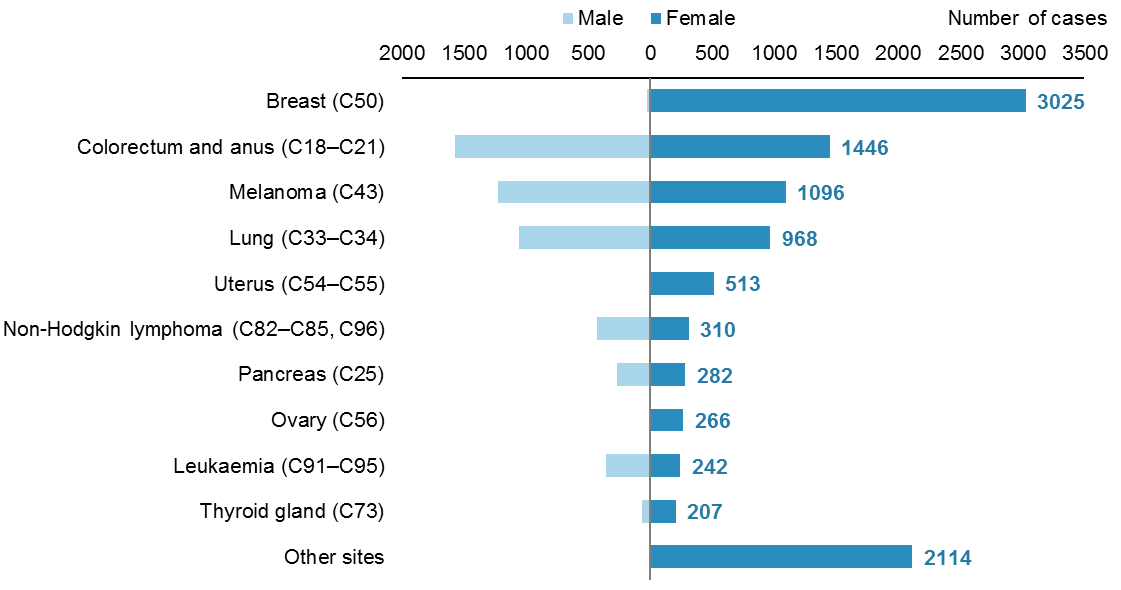 Male Female Number of cases
2000 1500 1000 500 0 500 1000 1500 2000 2500 3000 3500
Breast (C50) 3025
Colorectum and anus (C18–C21) 1446
Melanoma (C43) 1096
Lung (C33–C34) 968
Uterus (C54–C55) 513
Non-Hodgkin lymphoma (C82–C85, C96) 310
Pancreas (C25) 282
Ovary (C56) 266
Leukaemia (C91–C95) 242
Thyroid gland (C73) 207
Other sites 2114